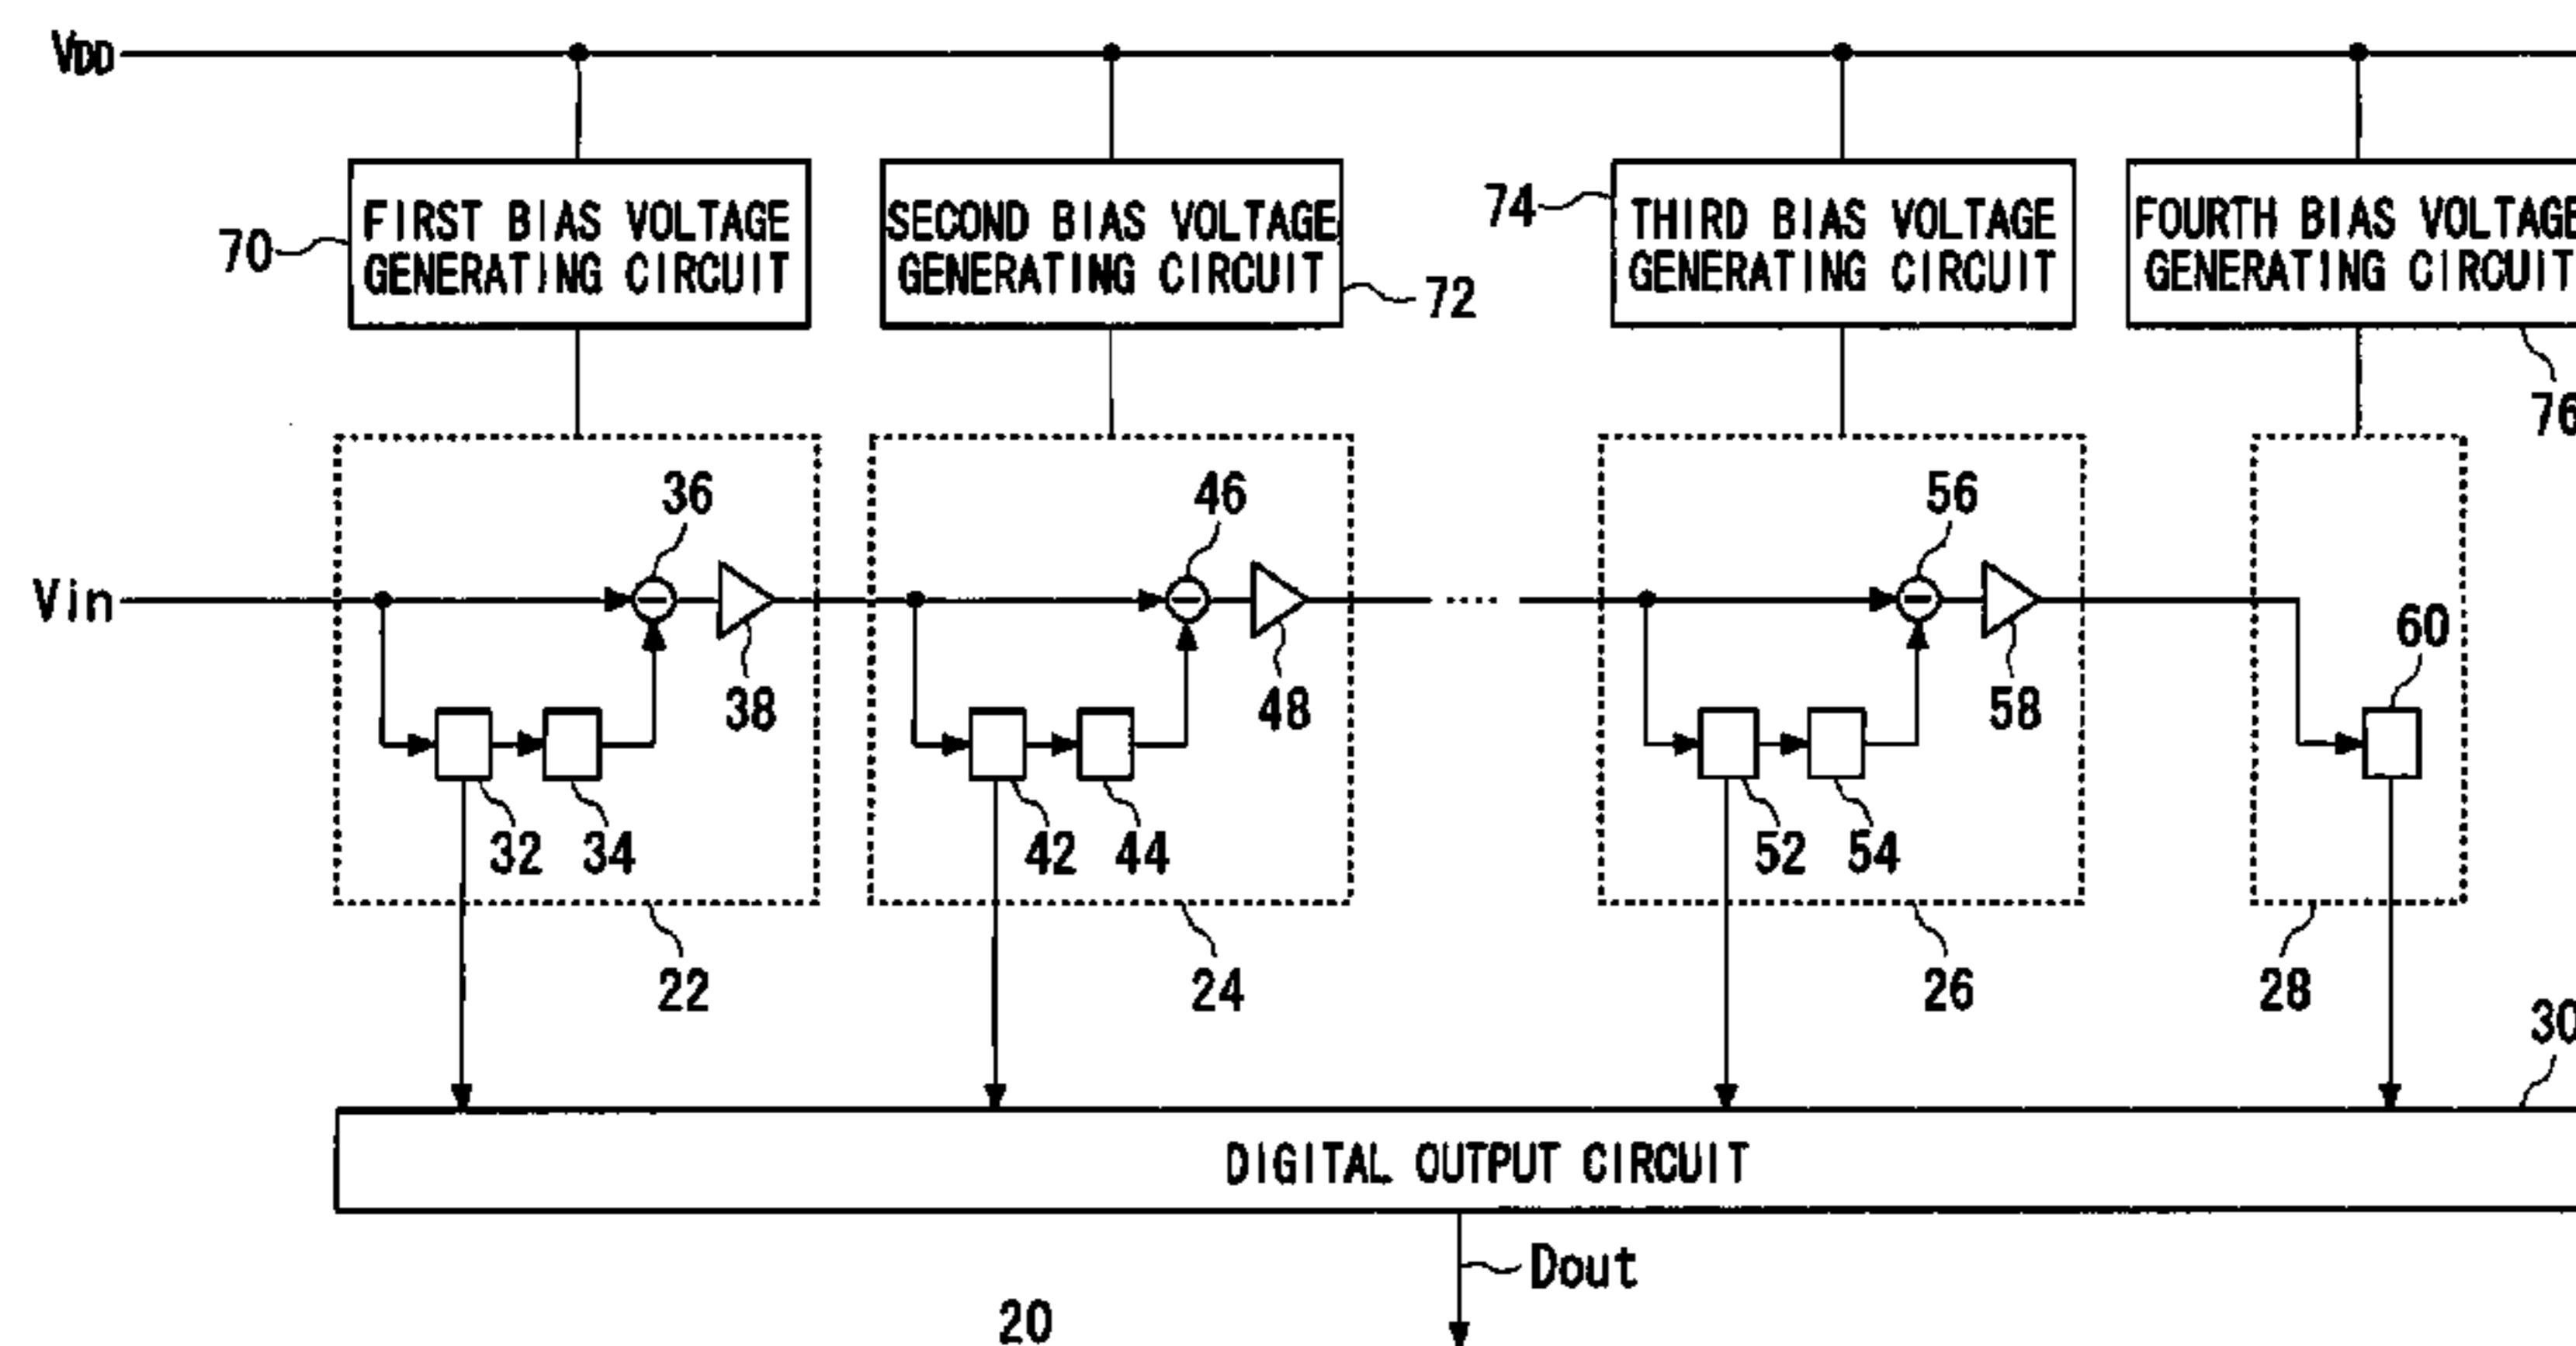 VDD
70
FIRST BIAS VOLTAGE
GENERATING CIRCUIT
SECOND BIAS VOLTAGE
GENERATING CIRCUIT
72
74
THIRD BIAS VOLTAGE
GENERATING CIRCUIT
FOURTH BIAS VOLTAGE
GENERATING CIRCUIT
76
36
46
56
Vin
38
48
58
60
32
34
42
44
52
54
22
24
26
28
30
DIGITAL OUTPUT CIRCUIT
Dout
20